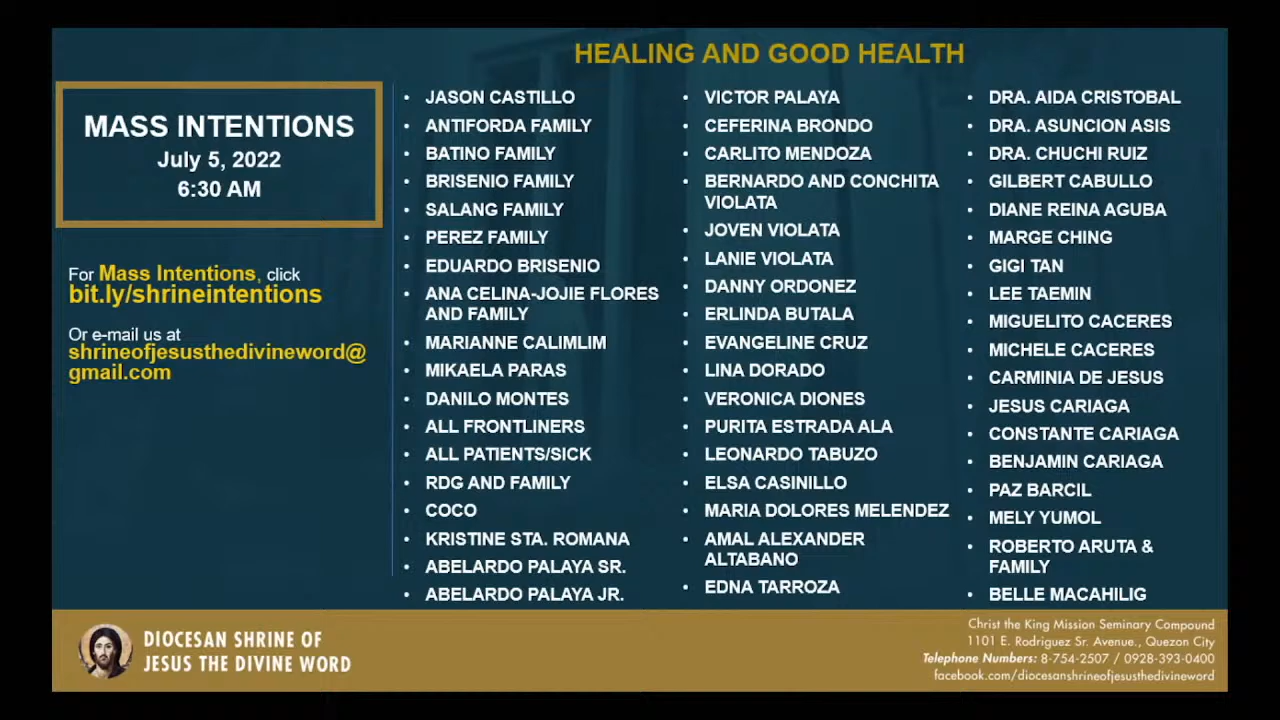 HEALING AND GOOD HEALTH
MASS INTENTIONS
July 5, 2022
6:30 AM
For Mass Intentions, click
bit.ly/shrineintentions
Or e-mail us at
shrineofjesusthedivineword@
gmail.com
• JASON CASTILLO
• ANTIFORDA FAMILY
• BATINO FAMILY
• BRISENIO FAMILY
• SALANG FAMILY
• PEREZ FAMILY
• EDUARDO BRISENIO
• ANA CELINA-JOJIE FLORES
AND FAMILY
• MARIANNE CALIMLIM
• MIKAELA PARAS
• DANILO MONTES
• ALL FRONTLINERS
• ALL PATIENTS/SICK
• RDG AND FAMILY
• COCO
• KRISTINE STA. ROMANA
• ABELARDO PALAYA SR.
• ABELARDO PALAYA JR.
• VICTOR PALAYA
• CEFERINA BRONDO
• CARLITO MENDOZA
• BERNARDO AND CONCHITA
VIOLATA
• JOVEN VIOLATA
• LANIE VIOLATA
• DANNY ORDONEZ
• ERLINDA BUTALA
• EVANGELINE CRUZ
• LINA DORADO
• VERONICA DIONES
• PURITA ESTRADA ALA
• LEONARDO TABUZO
• ELSA CASINILLO
• MARIA DOLORES MELENDEZ
• AMAL ALEXANDER
ALTABANO
• EDNA TARROZA
• DRA. AIDA CRISTOBAL
• DRA. ASUNCION ASIS
• DRA. CHUCHI RUIZ
• GILBERT CABULLO
• DIANE REINA AGUBA
• MARGE CHING
• GIGI TAN
• LEE TAEMIN
• MIGUELITO CACERES
• MICHELE CACERES
• CARMINIA DE JESUS
• JESUS CARIAGA
• CONSTANTE CARIAGA
• BENJAMIN CARIAGA
• PAZ BARCIL
• MELY YUMOL
• ROBERTO ARUTA &
FAMILY
• BELLE MACAHILIG
DIOCESAN SHRINE OF
JESUS THE DIVINE WORD
Christ the King Mission Seminary Compound
1101 E. Rodriguez Sr. Avenue., Quezon City
Telephone Numbers: 8-754-2507 / 0928-393-0400
facebook.com/diocesanshrineofjesusthedivineword